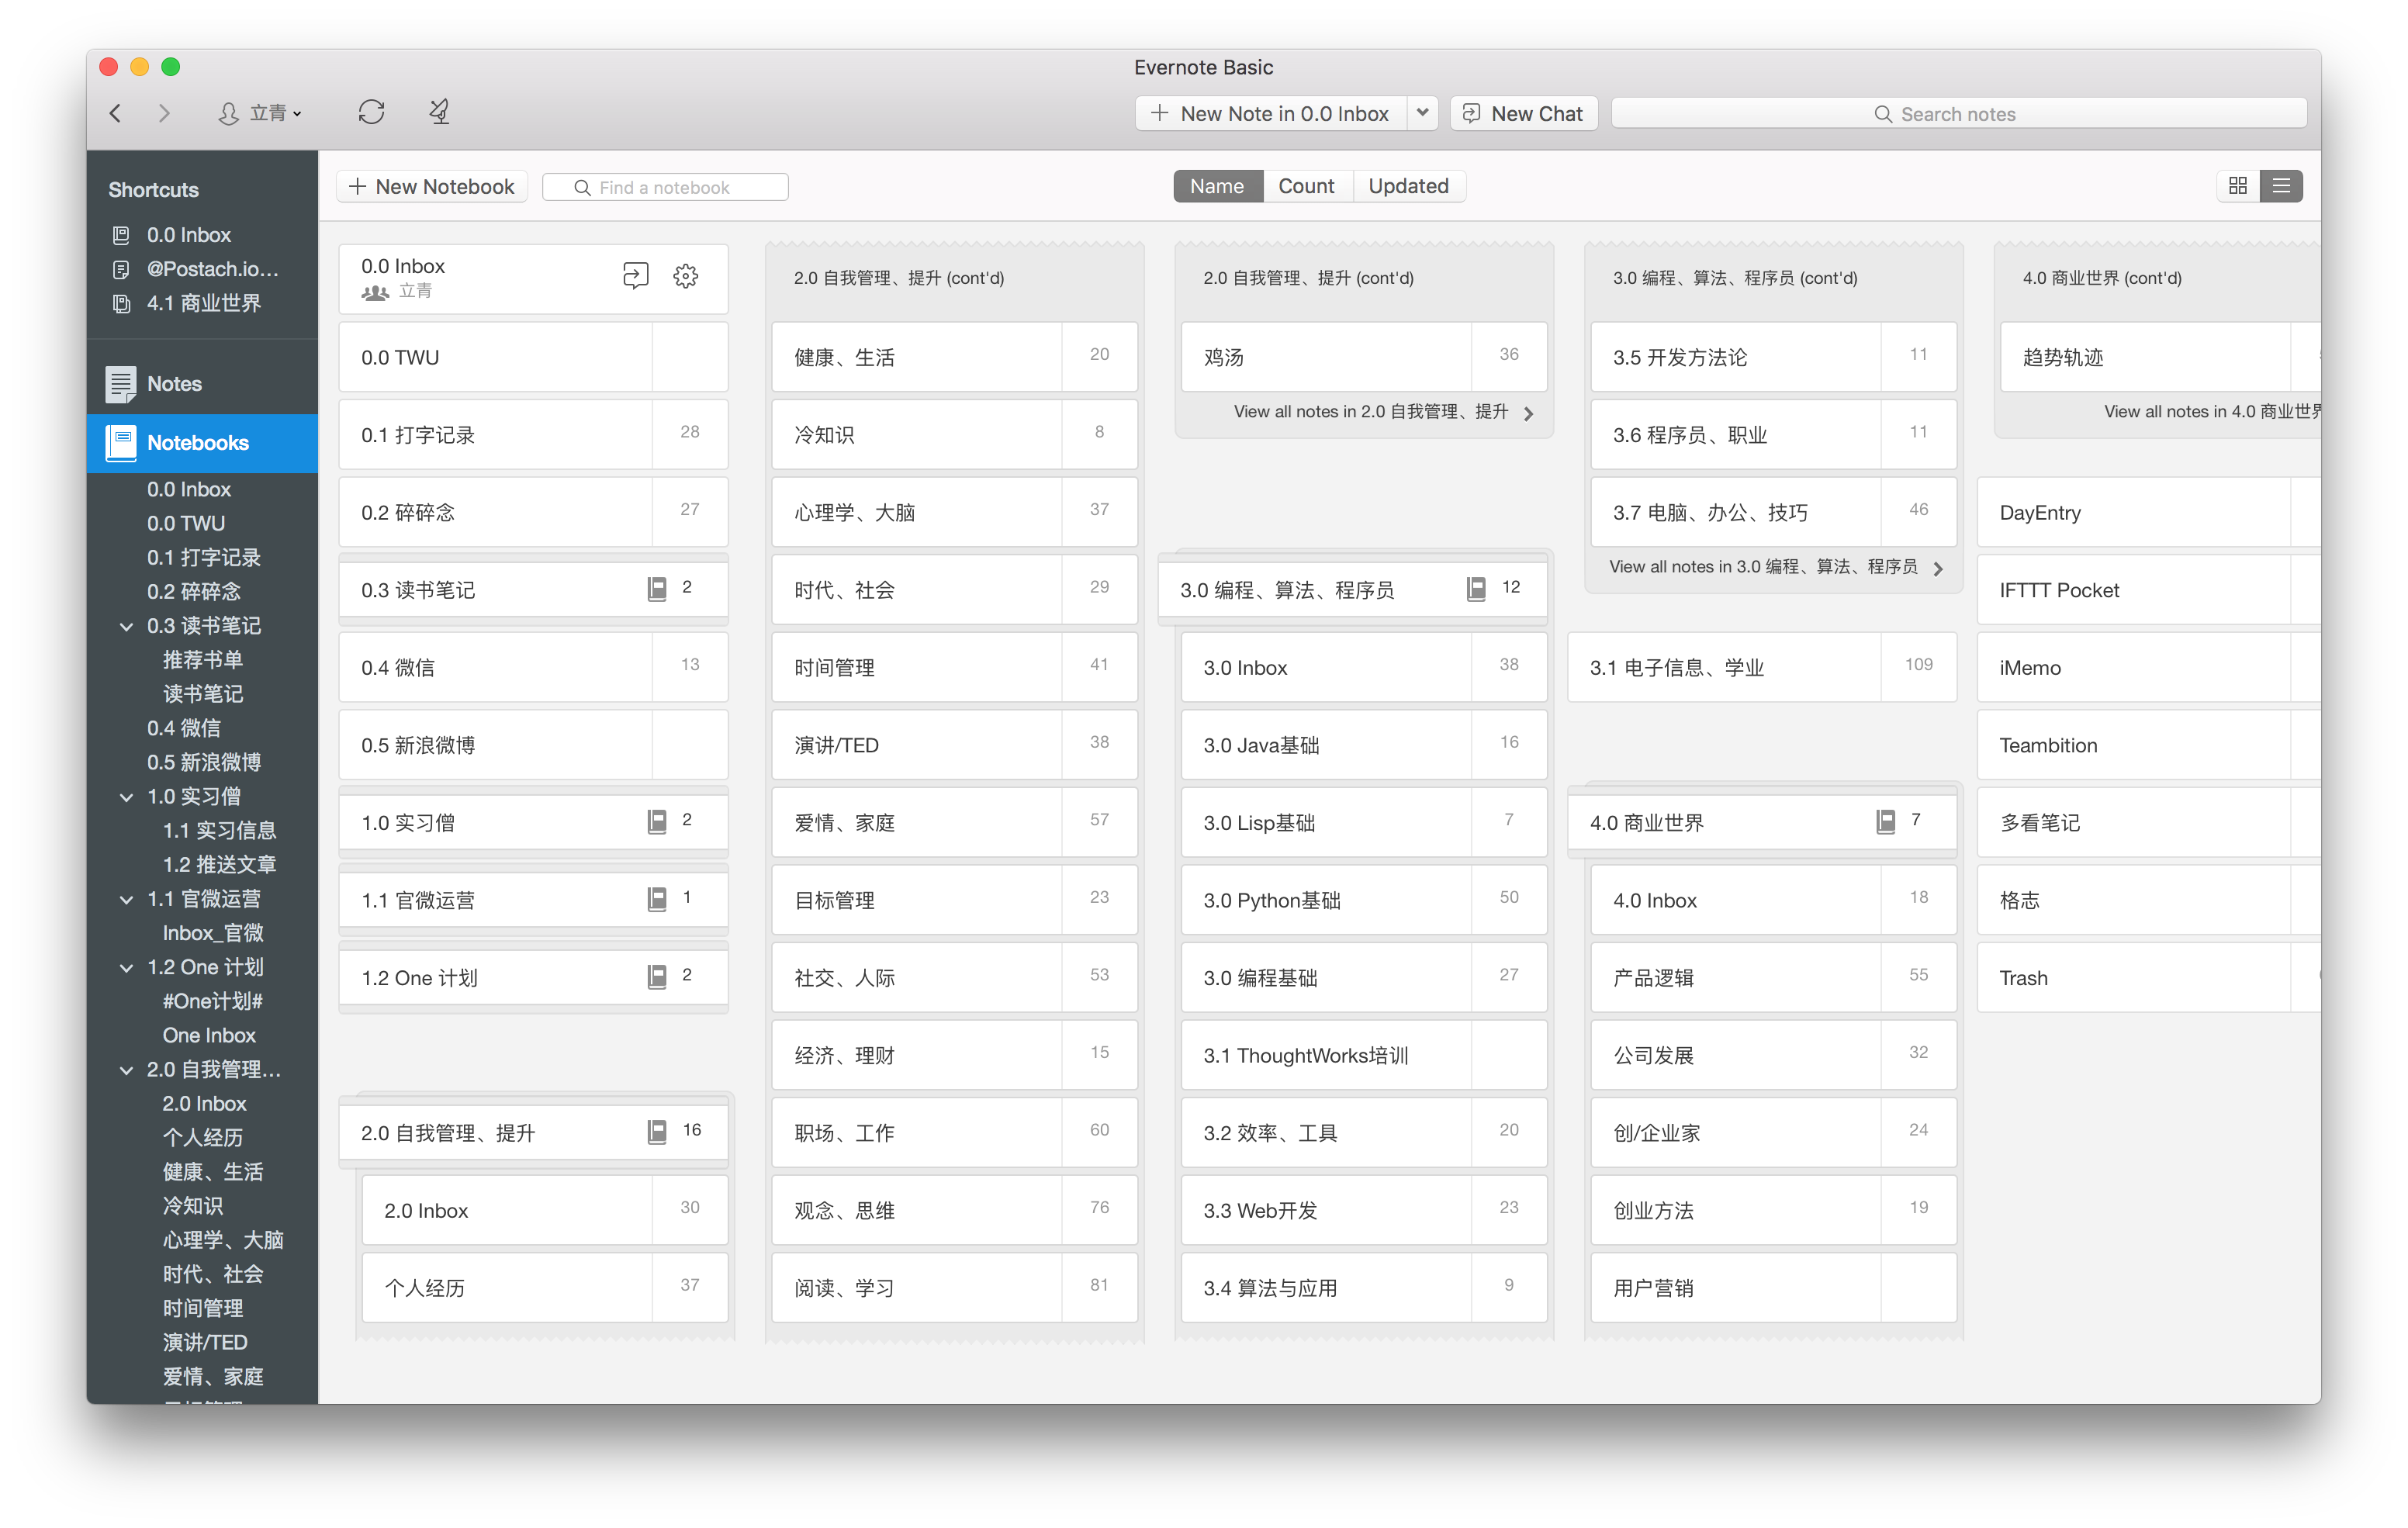 Evernote Basic
立青
New Note in 0.0 Inbox
New Chat
Search notes
Shortcuts
0.0 Inbox
@Postach.io...
4.1 商业世界
Notes
Notebooks
0.0 Inbox
0.0 TWU
0.1 打字记录
0.2 碎碎念
0.3 读书笔记
推荐书单
读书笔记
0.4 微信
0.5 新浪微博
1.0 实习僧
1.1 实习信息
1.2 推送文章
1.1 官微运营
Inbox_官微
1.2 One 计划
#One计划#
One Inbox
2.0 自我管理...
2.0 Inbox
个人经历
健康、生活
冷知识
心理学、大脑
时代、社会
时间管理
演讲/TED
爱情、家庭
New Notebook
Find a notebook
Name
Count
Updated
0.0 Inbox
立青
0.0 TWU
0.1 打字记录 28
0.2 碎碎念 27
0.3 读书笔记 2
0.4 微信 13
0.5 新浪微博
1.0 实习僧 2
1.1 官微运营 1
1.2 One 计划 2
2.0 自我管理、提升 16
2.0 Inbox 30
个人经历 37
2.0 自我管理、提升 (cont'd)
健康、生活 20
冷知识 8
心理学、大脑 37
时代、社会 29
时间管理 41
演讲/TED 38
爱情、家庭 57
目标管理 23
社交、人际 53
经济、理财 15
职场、工作 60
观念、思维 76
阅读、学习 81
2.0 自我管理、提升 (cont'd)
鸡汤 36
View all notes in 2.0 自我管理、提升
3.0 编程、算法、程序员 12
3.0 Inbox 38
3.0 Java基础 16
3.0 Lisp基础 7
3.0 Python基础 50
3.0 编程基础 27
3.1 ThoughtWorks培训
3.2 效率、工具 20
3.3 Web开发 23
3.4 算法与应用 9
3.0 编程、算法、程序员 (cont'd)
3.5 开发方法论 11
3.6 程序员、职业 11
3.7 电脑、办公、技巧 46
View all notes in 3.0 编程、算法、程序员
3.1 电子信息、学业 109
4.0 商业世界 7
4.0 Inbox 18
产品逻辑 55
公司发展 32
创/企业家 24
创业方法 19
用户营销
4.0 商业世界 (cont'd)
趋势轨迹
View all notes in 4.0 商业世界
DayEntry
IFTTT Pocket
iMemo
Teambition
多看笔记
格志
Trash